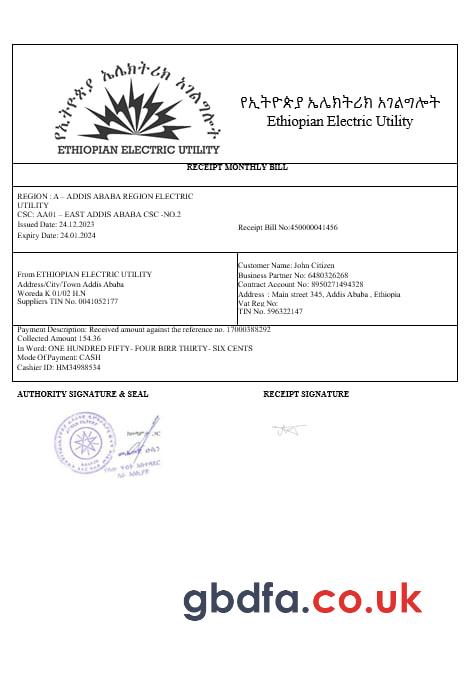 የኢትዮጵያ ኤሌክትሪክ አገልግሎት
ETHIOPIAN ELECTRIC UTILITY
የኢትዮጵያ ኤሌክትሪክ አገልግሎት
Ethiopian Electric Utility
RECEIPT MONTHLY BILL
REGION : A – ADDIS ABABA REGION ELECTRIC
UTILITY
CSC: AA01 – EAST ADDIS ABABA CSC -NO.2
Issued Date: 24.12.2023
Expiry Date: 24.01.2024
Receipt Bill No:450000041456
From ETHIOPIAN ELECTRIC UTILITY
Address/City/Town Addis Ababa
Woreda K 01/02 H.N
Suppliers TIN No. 0041052177
Customer Name: John Citizen
Business Partner No: 6480326268
Contract Account No: 8950271494328
Address : Main street 345, Addis Ababa , Ethiopia
Vat Reg No:
TIN No. 596322147
Payment Description: Received amount against the reference no. 17000388292
Collected Amount 154.36
In Word: ONE HUNDRED FIFTY- FOUR BIRR THIRTY- SIX CENTS
Mode Of Payment: CASH
Cashier ID: HM34988534
AUTHORITY SIGNATURE & SEAL
RECEIPT SIGNATURE
gbdfa.co.uk